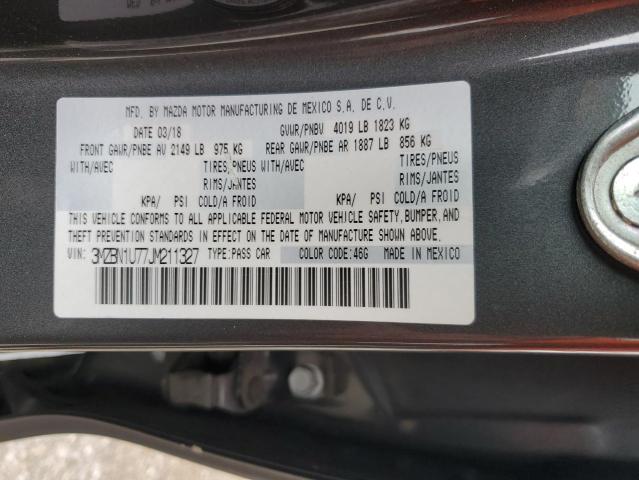 MFD. BY MAZDA MOTOR MANUFACTURING DE MEXICO S.A. DE C.V.
DATE 03/18 GVWR/PNBV 4019 LB 1823 KG
FRONT GAWR/PNBE AV 2149 LB 975 KG REAR GAWR/PNBE AR 1887 LB 856 KG
WITH/AVEC TIRES/PNEUS WITH/AVEC TIRES/PNEUS
RIMS/JANTES RIMS/JANTES
KPA/ PSI COLD/A FROID KPA/ PSI COLD/A FROID
THIS VEHICLE CONFORMS TO ALL APPLICABLE FEDERAL MOTOR VEHICLE SAFETY, BUMPER, AND
THEFT PREVENTION STANDARDS IN EFFECT ON THE DATE OF MANUFACTURE SHOWN ABOVE.
VIN: 3MZBN1U77JM211327 TYPE:PASS CAR COLOR CODE:46G MADE IN MEXICO